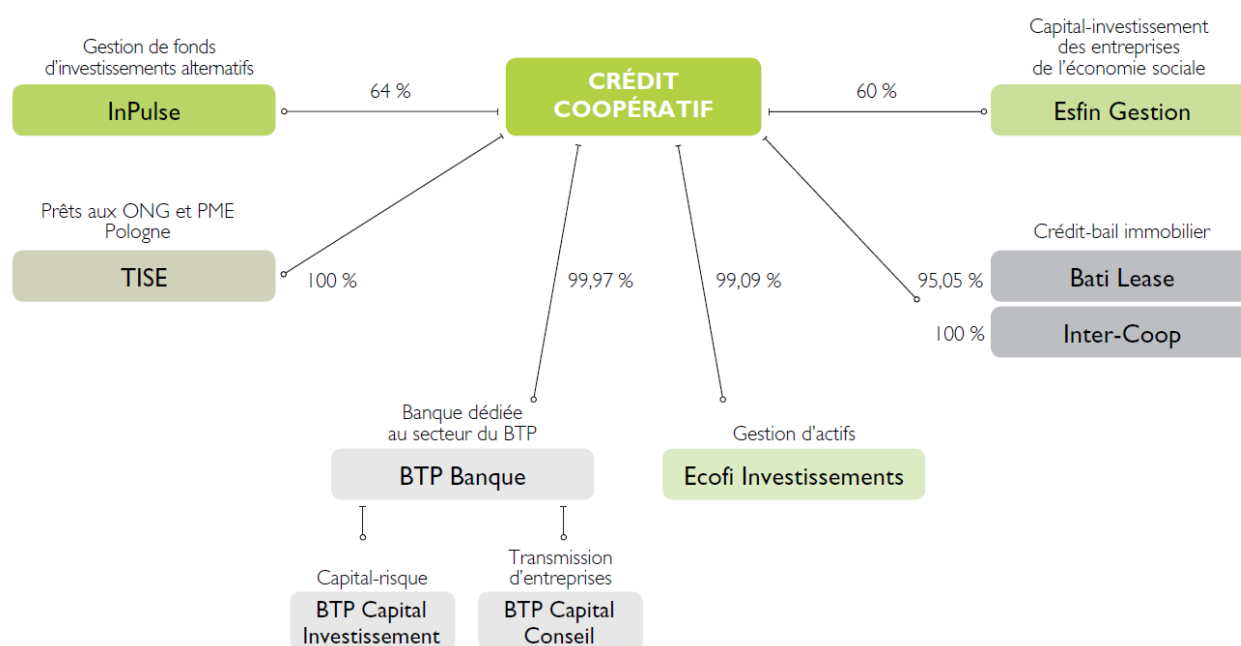 Gestion de fonds
d'investissements alternatifs
InPulse
64 %
CRÉDIT
COOPÉRATIF
60 %
Capital-investissement
des entreprises
de l'économie sociale
Esfin Gestion
Prêts aux ONG et PME
Pologne
TISE
100 %
99,97 %
99,09 %
Crédit-bail immobilier
95,05 %
Bati Lease
100 %
Inter-Coop
Banque dédiée
au secteur du BTP
BTP Banque
Gestion d'actifs
Ecofi Investissements
Capital-risque
BTP Capital
Investissement
Transmission
d'entreprises
BTP Capital
Conseil